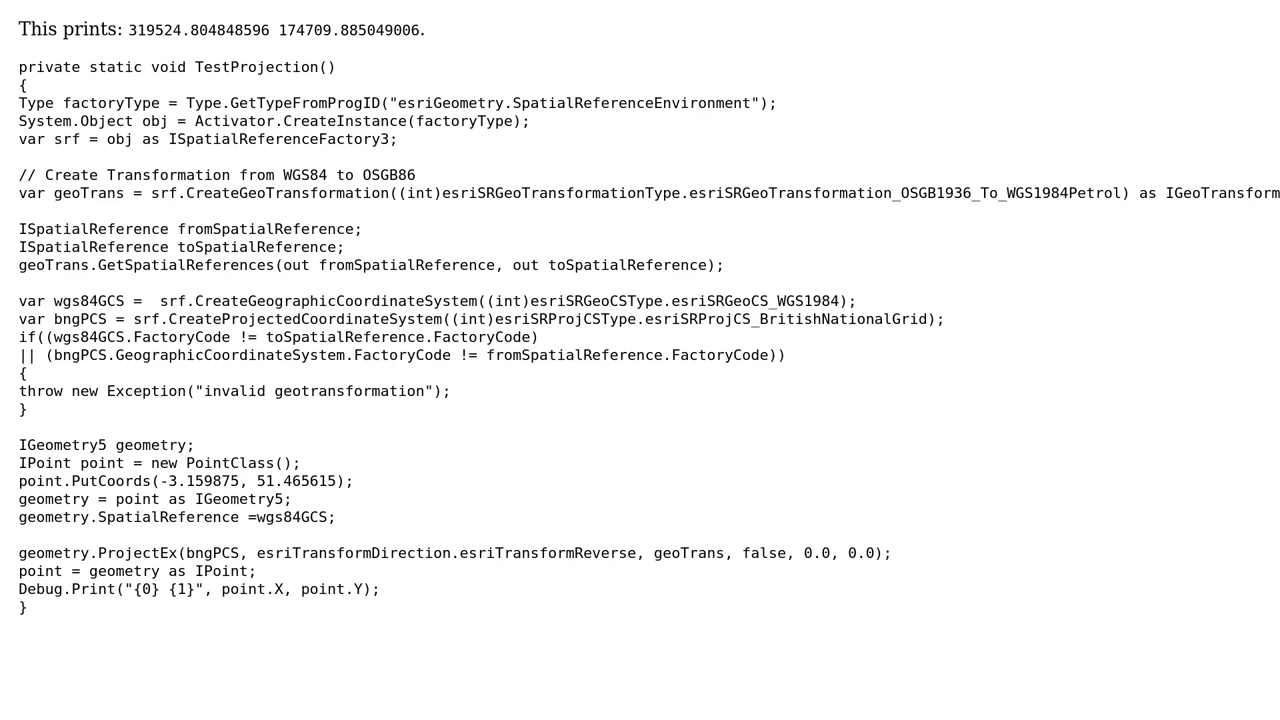 This prints: 319524.804848596 174709.885049006.
private static void TestProjection()
{
Type factoryType = Type.GetTypeFromProgID("esriGeometry.SpatialReferenceEnvironment");
System.Object obj = Activator.CreateInstance(factoryType);
var srf = obj as ISpatialReferenceFactory3;
// Create Transformation from WGS84 to OSGB86
var geoTrans = srf.CreateGeoTransformation((int)esriSRGeoTransformationType.esriSRGeoTransformation_OSGB1936_To_WGS1984Petrol) as IGeoTransform
ISpatialReference fromSpatialReference;
ISpatialReference toSpatialReference;
geoTrans.GetSpatialReferences(out fromSpatialReference, out toSpatialReference);
var wgs84GCS =  srf.CreateGeographicCoordinateSystem((int)esriSRGeoCSType.esriSRGeoCS_WGS1984);
var bngPCS = srf.CreateProjectedCoordinateSystem((int)esriSRProjCSType.esriSRProjCS_BritishNationalGrid);
if((wgs84GCS.FactoryCode != toSpatialReference.FactoryCode)
|| (bngPCS.GeographicCoordinateSystem.FactoryCode != fromSpatialReference.FactoryCode))
{
throw new Exception("invalid geotransformation");
}
IGeometry5 geometry;
IPoint point = new PointClass();
point.PutCoords(-3.159875, 51.465615);
geometry = point as IGeometry5;
geometry.SpatialReference =wgs84GCS;
geometry.ProjectEx(bngPCS, esriTransformDirection.esriTransformReverse, geoTrans, false, 0.0, 0.0);
point = geometry as IPoint;
Debug.Print("{0} {1}", point.X, point.Y);
}